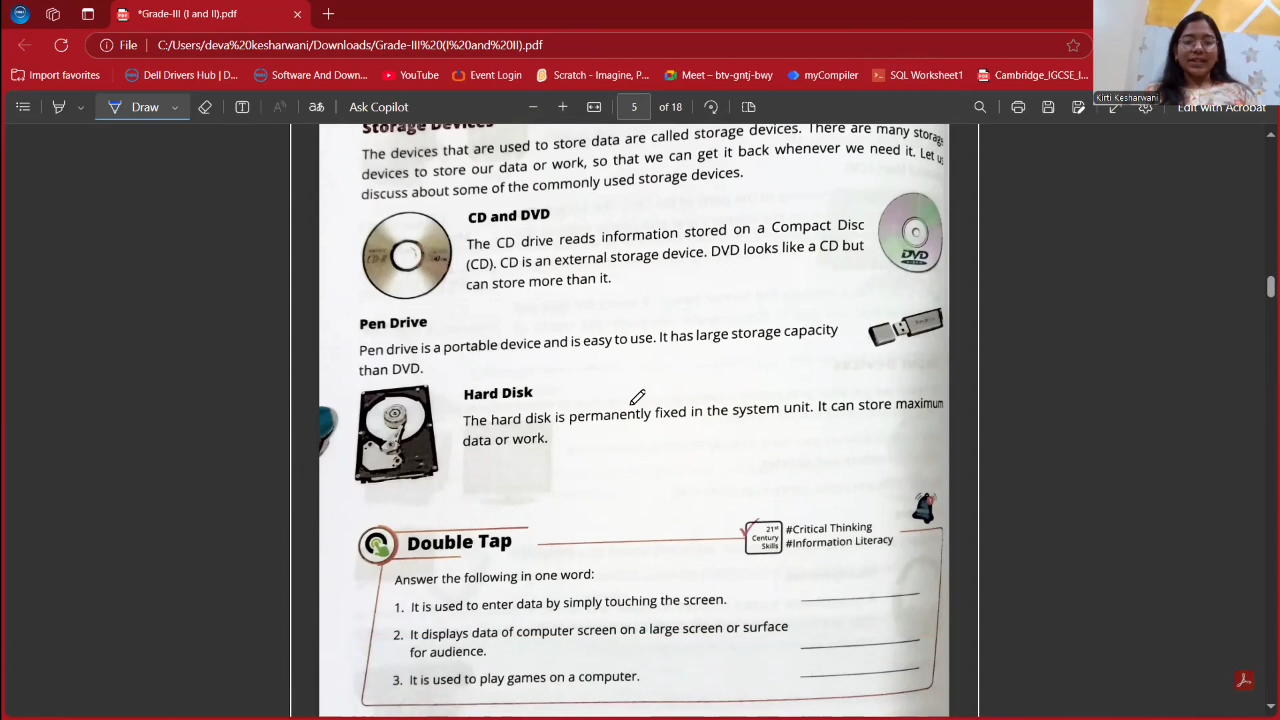 *Grade-III (I and II).pdf
File
C:/Users/deva%20kesharwani/Downloads/Grade-III%20(I%20and%20II).pdf
Import favorites
Dell Drivers Hub | D...
Software And Down...
YouTube
Event Login
Scratch - Imagine, P...
Meet – btv-gntj-bwy
myCompiler
SQL Worksheet1
Cambridge_IGCSE_I...
Kirti Kesharwani
Draw
Ask Copilot
5 of 18
Edit with Acrobat
Storage Devices
The devices that are used to store data are called storage devices. There are many storage
devices to store our data or work, so that we can get it back whenever we need it. Let us
discuss about some of the commonly used storage devices.
CD and DVD
The CD drive reads information stored on a Compact Disc
(CD). CD is an external storage device. DVD looks like a CD but
can store more than it.
DVD
Pen Drive
Pen drive is a portable device and is easy to use. It has large storage capacity
than DVD.
Hard Disk
The hard disk is permanently fixed in the system unit. It can store maximum
data or work.
Double Tap
21st
Century
Skills
#Critical Thinking
#Information Literacy
Answer the following in one word:
1. It is used to enter data by simply touching the screen.
2. It displays data of computer screen on a large screen or surface
for audience.
3. It is used to play games on a computer.